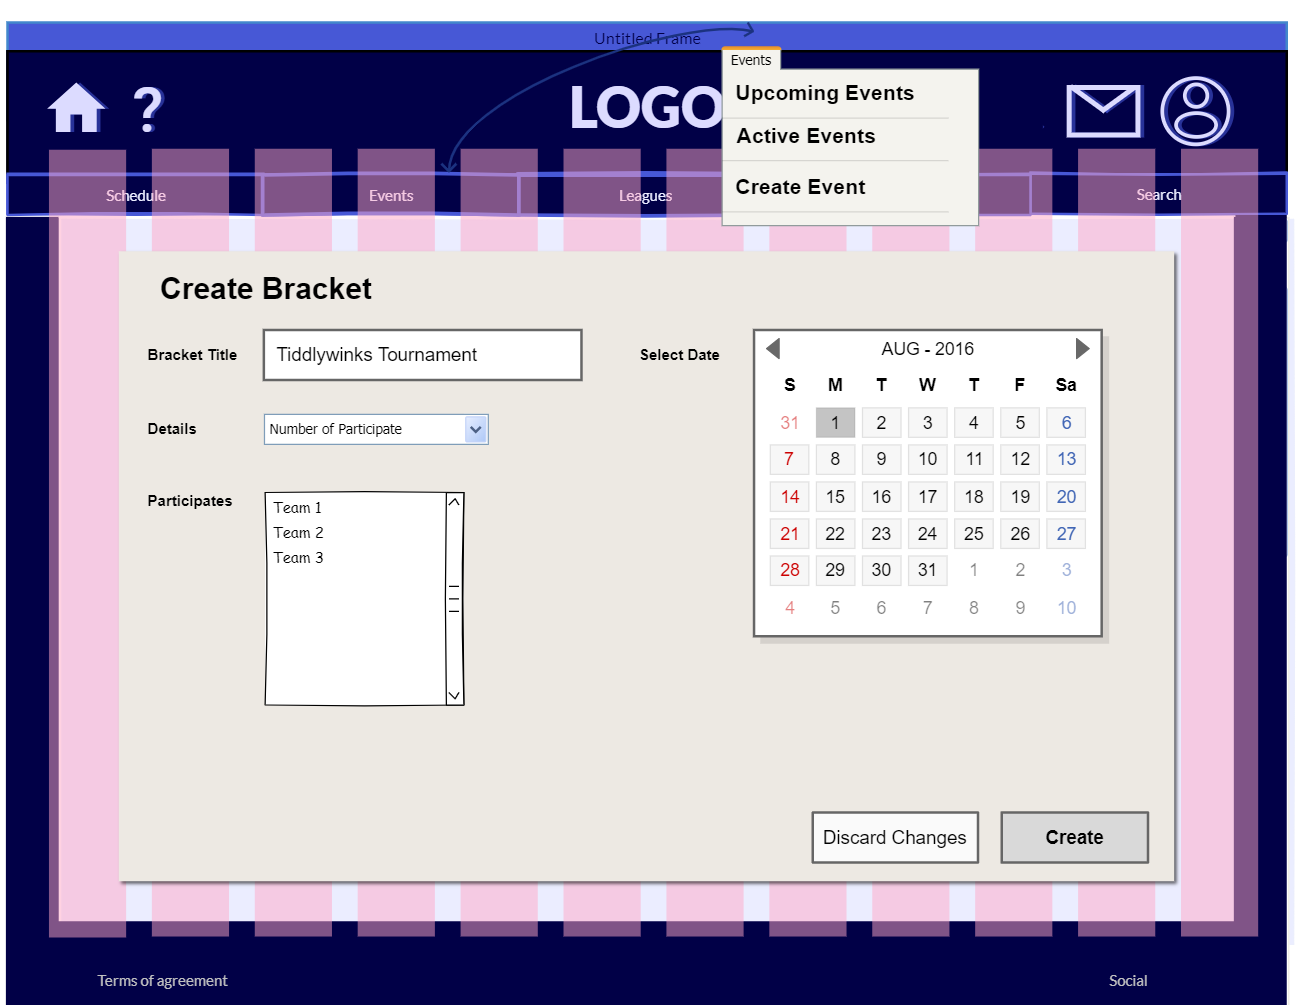 Untitled Frame
Events
?
LOGO
Upcoming Events
Active Events
Create Event
Schedule
Events
Leagues
Search
Create Bracket
Bracket Title
Tiddlywinks Tournament
Select Date
AUG - 2016
S M T W T F Sa
31 1 2 3 4 5 6
7 8 9 10 11 12 13
14 15 16 17 18 19 20
21 22 23 24 25 26 27
28 29 30 31 1 2 3
4 5 6 7 8 9 10
Details
Number of Participate
Participates
Team 1
Team 2
Team 3
Discard Changes
Create
Terms of agreement
Social